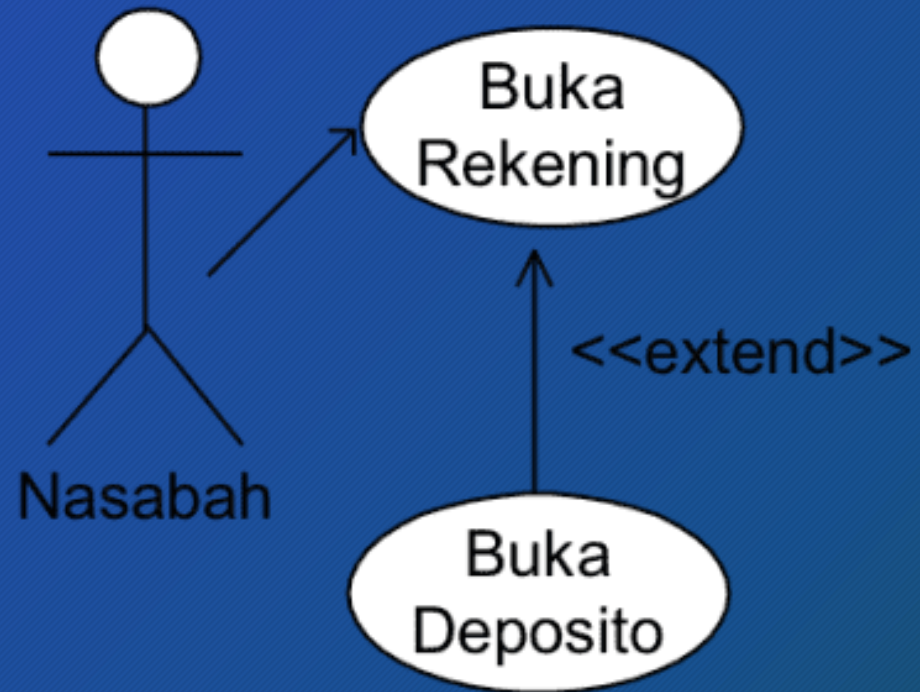 Buka
Rekening
<<extend>>
Nasabah
Buka
Deposito